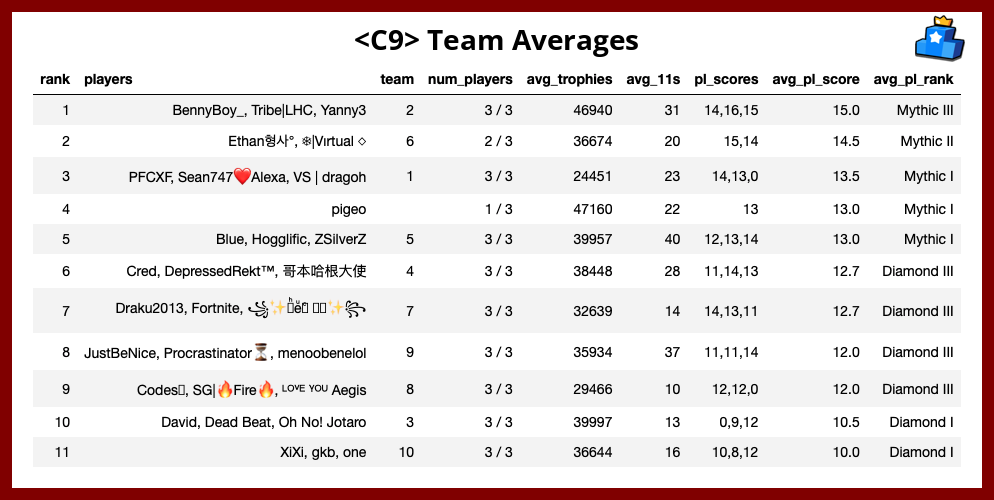 <C9> Team Averages
rank players team num_players avg_trophies avg_11s pl_scores avg_pl_score avg_pl_rank
1 BennyBoy_, Tribe|LHC, Yanny3 2 3 / 3 46940 31 14,16,15 15.0 Mythic III
2 Ethan형사°, ❄|Vırtual ◇ 6 2 / 3 36674 20 15,14 14.5 Mythic II
3 PFCXF, Sean747❤️Alexa, VS | dragoh 1 3 / 3 24451 23 14,13,0 13.5 Mythic I
4 pigeo 1 / 3 47160 22 13 13.0 Mythic I
5 Blue, Hogglific, ZSilverZ 5 3 / 3 39957 40 12,13,14 13.0 Mythic I
6 Cred, DepressedRekt™, 哥本哈根大使 4 3 / 3 38448 28 11,14,13 12.7 Diamond III
7 Draku2013, Fortnite, 7 3 / 3 32639 14 14,13,11 12.7 Diamond III
8 JustBeNice, Procrastinator⏳, menoobenelol 9 3 / 3 35934 37 11,11,14 12.0 Diamond III
9 Codes, SG|🔥Fire🔥, ᴸᴼⱽᴱ ʸᴼᵁ Aegis 8 3 / 3 29466 10 12,12,0 12.0 Diamond III
10 David, Dead Beat, Oh No! Jotaro 3 3 / 3 39997 13 0,9,12 10.5 Diamond I
11 XiXi, gkb, one 10 3 / 3 36644 16 10,8,12 10.0 Diamond I